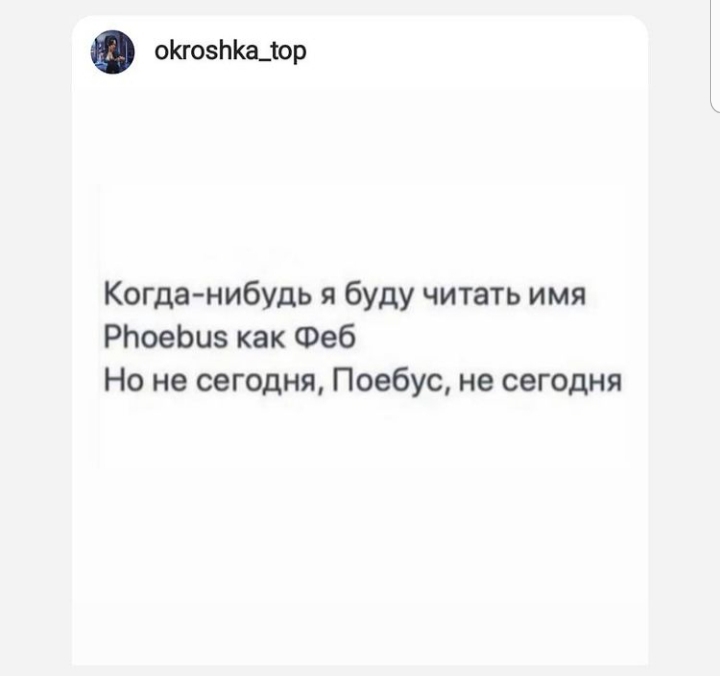 okroshka_top
Когда-нибудь я буду читать имя
Phoebus как Феб
Но не сегодня, Поебус, не сегодня